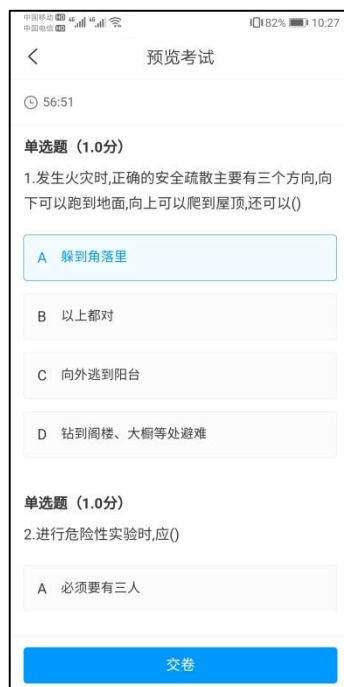 中国移动 HD 46 46 82% 10:27
中国电信 HD
预览考试
56:51
单选题（1.0分）
1.发生火灾时,正确的安全疏散主要有三个方向,向
下可以跑到地面,向上可以爬到屋顶,还可以()
A 躲到角落里
B 以上都对
C 向外逃到阳台
D 钻到阁楼、大橱等处避难
单选题（1.0分）
2.进行危险性实验时,应()
A 必须要有三人
交卷